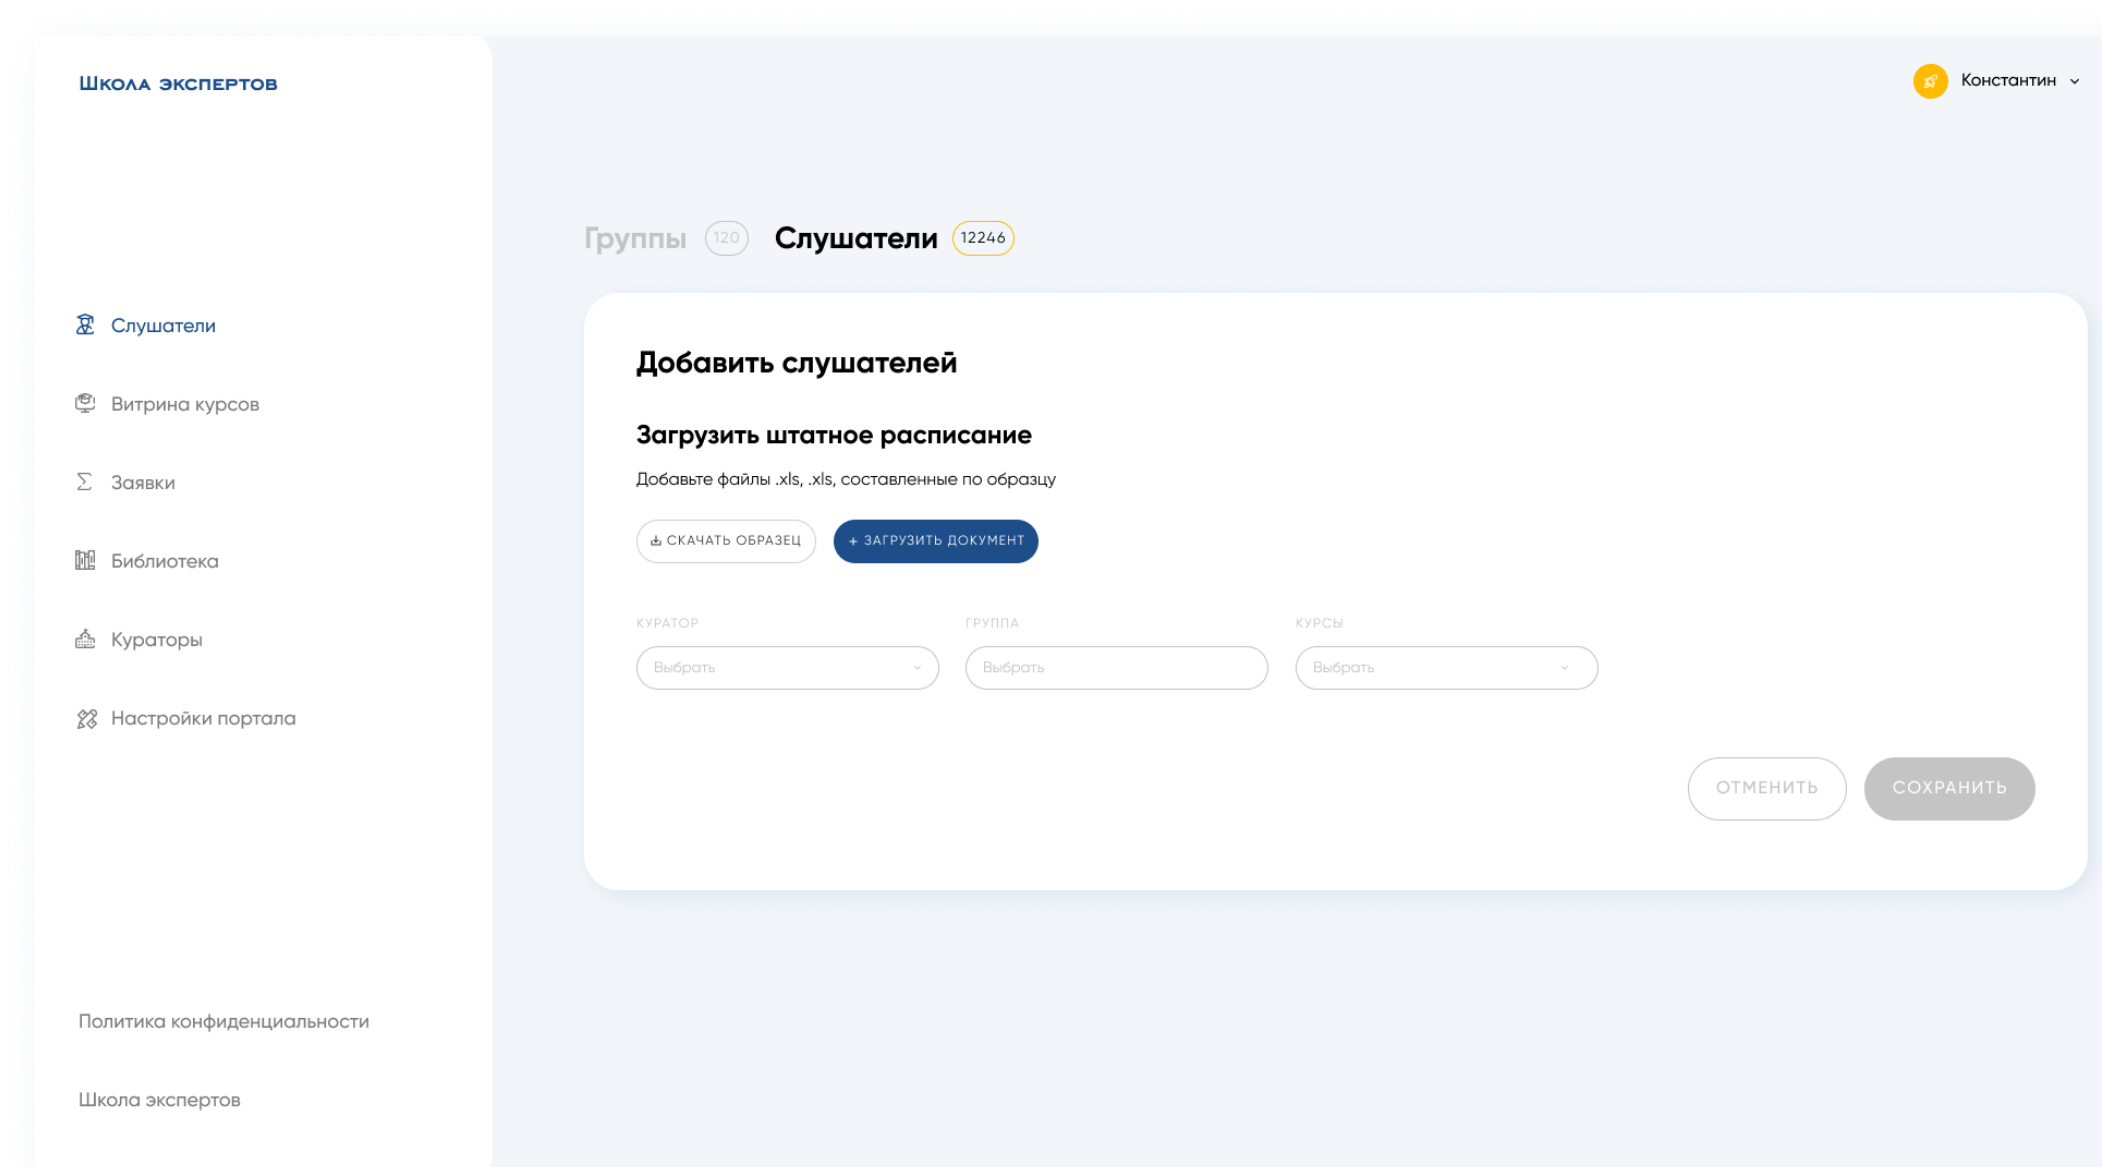 Школа экспертов
Константин
Группы 120 Слушатели 12246
Слушатели
Витрина курсов
Заявки
Библиотека
Кураторы
Настройки портала
Политика конфиденциальности
Школа экспертов
Добавить слушателей
Загрузить штатное расписание
Добавьте файлы .xls, .xls, составленные по образцу
СКАЧАТЬ ОБРАЗЕЦ + ЗАГРУЗИТЬ ДОКУМЕНТ
КУРАТОР ГРУППА КУРСЫ
Выбрать Выбрать Выбрать
ОТМЕНИТЬ СОХРАНИТЬ